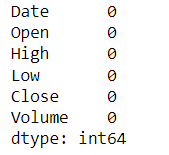 Date 0
Open 0
High 0
Low 0
Close 0
Volume 0
dtype: int64